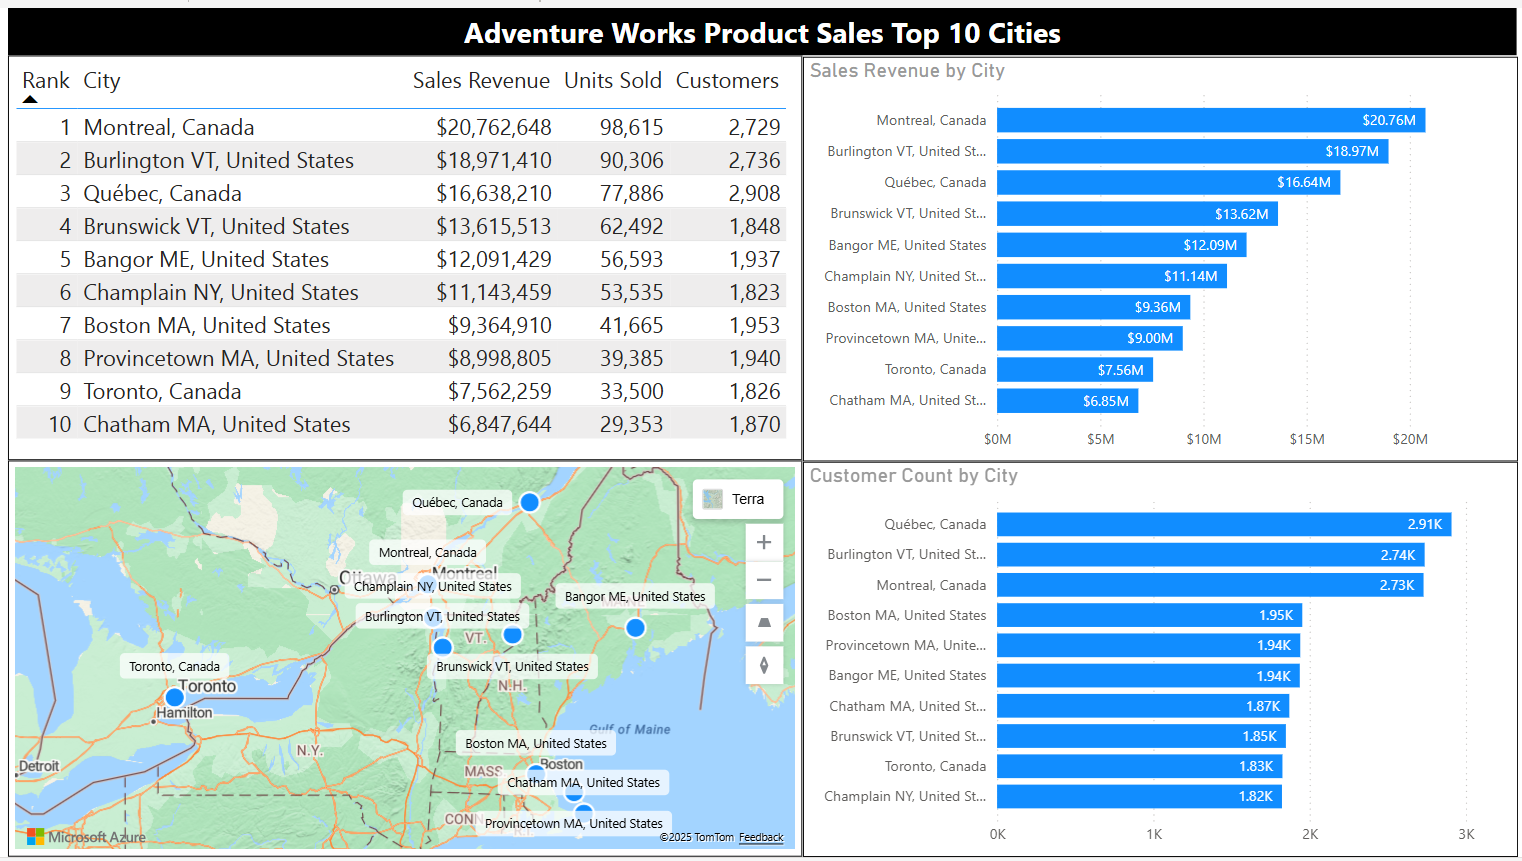 Adventure Works Product Sales Top 10 Cities
Rank City Sales Revenue Units Sold Customers
1 Montreal, Canada $20,762,648 98,615 2,729
2 Burlington VT, United States $18,971,410 90,306 2,736
3 Québec, Canada $16,638,210 77,886 2,908
4 Brunswick VT, United States $13,615,513 62,492 1,848
5 Bangor ME, United States $12,091,429 56,593 1,937
6 Champlain NY, United States $11,143,459 53,535 1,823
7 Boston MA, United States $9,364,910 41,665 1,953
8 Provincetown MA, United States $8,998,805 39,385 1,940
9 Toronto, Canada $7,562,259 33,500 1,826
10 Chatham MA, United States $6,847,644 29,353 1,870
Sales Revenue by City
Montreal, Canada $20.76M
Burlington VT, United St... $18.97M
Québec, Canada $16.64M
Brunswick VT, United St... $13.62M
Bangor ME, United States $12.09M
Champlain NY, United St... $11.14M
Boston MA, United States $9.36M
Provincetown MA, Unite... $9.00M
Toronto, Canada $7.56M
Chatham MA, United St... $6.85M
$0M $5M $10M $15M $20M
Québec, Canada
Terra
Montreal, Canada
Ottawa Montreal
Champlain NY, United States
Bangor ME, United States
MAINE
Burlington VT, United States
VT.
Toronto, Canada
Brunswick VT, United States
Toronto
N.H.
Hamilton
Gulf of Maine
N.Y.
Boston MA, United States
Detroit
MASS
Boston
Chatham MA, United States
CONN
Provincetown MA, United States
R.I.
Microsoft Azure
©2025 TomTom Feedback
Customer Count by City
Québec, Canada 2.91K
Burlington VT, United St... 2.74K
Montreal, Canada 2.73K
Boston MA, United States 1.95K
Provincetown MA, Unite... 1.94K
Bangor ME, United States 1.94K
Chatham MA, United St... 1.87K
Brunswick VT, United St... 1.85K
Toronto, Canada 1.83K
Champlain NY, United St... 1.82K
0K 1K 2K 3K